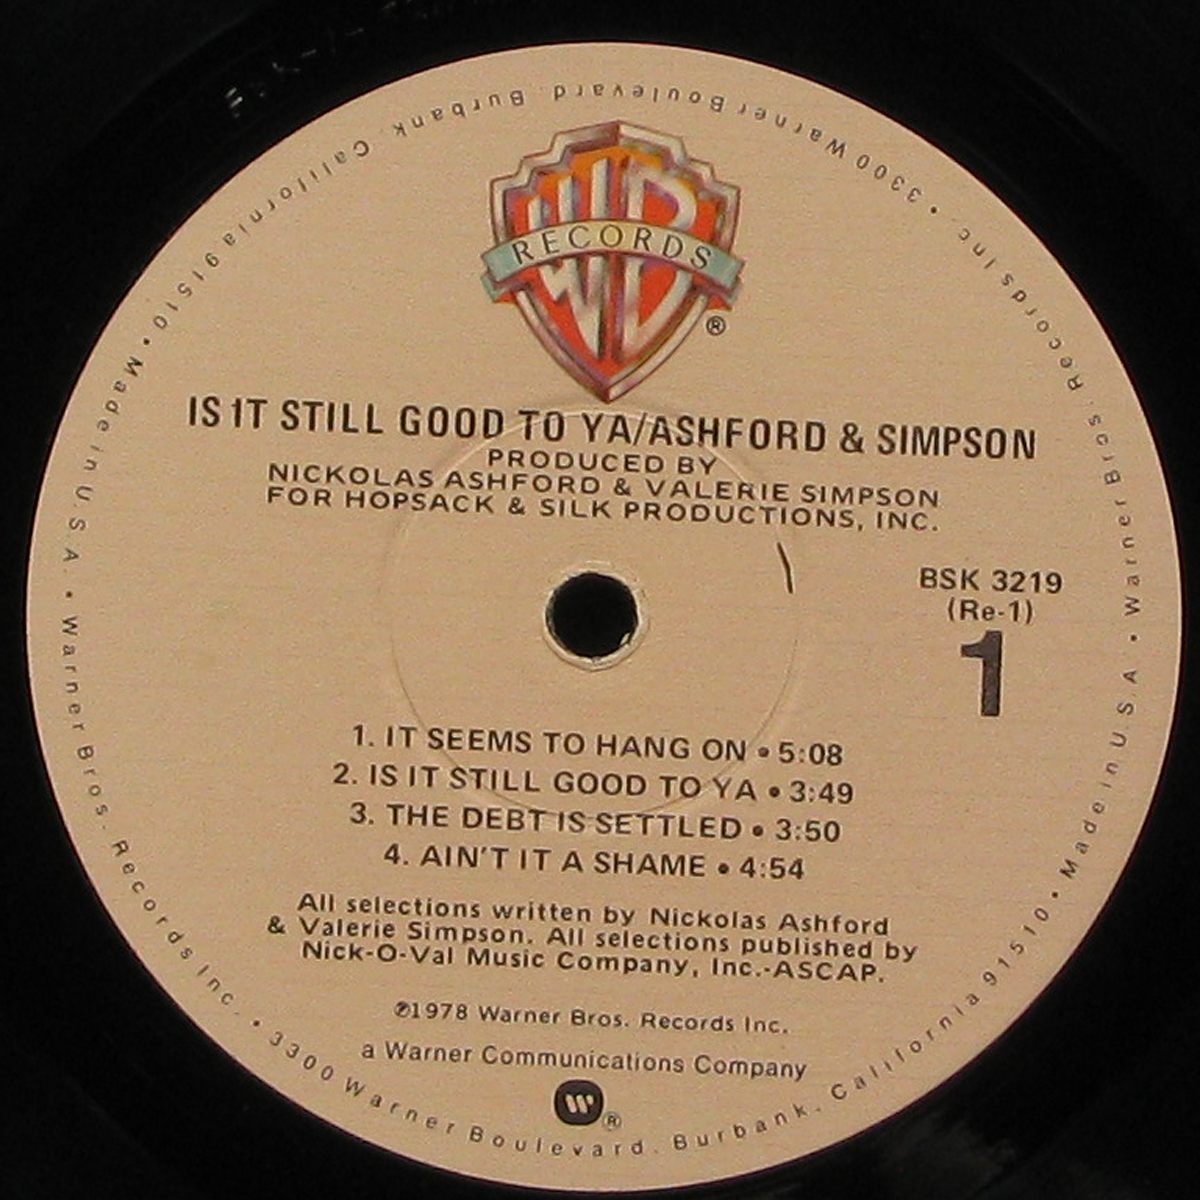 WB
RECORDS
®
IS IT STILL GOOD TO YA/ASHFORD & SIMPSON
PRODUCED BY
NICKOLAS ASHFORD & VALERIE SIMPSON
FOR HOPSACK & SILK PRODUCTIONS, INC.
BSK 3219
(Re-1)
1
1. IT SEEMS TO HANG ON • 5:08
2. IS IT STILL GOOD TO YA • 3:49
3. THE DEBT IS SETTLED • 3:50
4. AIN'T IT A SHAME • 4:54
All selections written by Nickolas Ashford
& Valerie Simpson. All selections published by
Nick-O-Val Music Company, Inc.-ASCAP.
℗1978 Warner Bros. Records Inc.
a Warner Communications Company
W®
Made in U.S.A. • Warner Bros. Records Inc. • 3300 Warner Boulevard. Burbank. California 91510 • Made in U.S.A. • Warner Bros. Records Inc. • 3300 Warner Boulevard. Burbank. California 91510 •